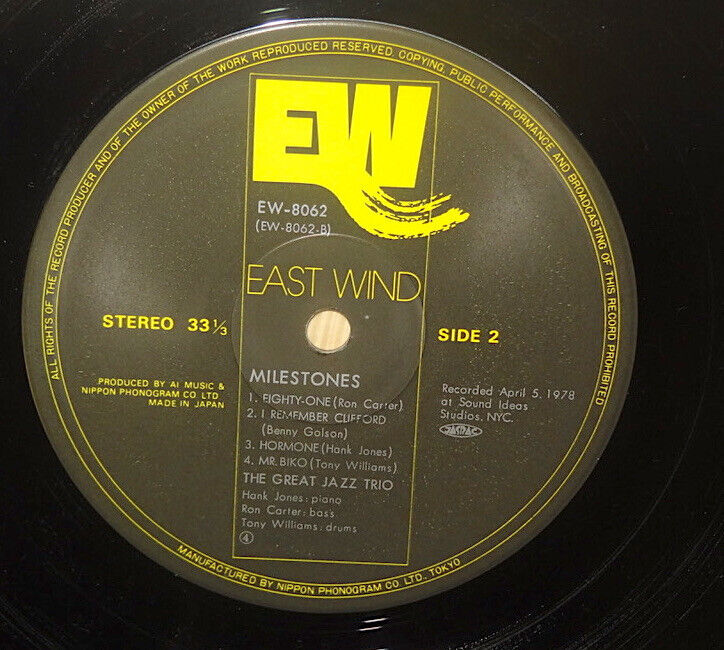 ALL RIGHTS OF THE RECORD PRODUCER AND OF THE OWNER OF THE WORK REPRODUCED RESERVED. COPYING, PUBLIC PERFORMANCE AND BROADCASTING OF THIS RECORD PROHIBITED
EW
EW-8062
(EW-8062-B)
EAST WIND
STEREO 33 1/3
SIDE 2
PRODUCED BY AI MUSIC &
NIPPON PHONOGRAM CO LTD
MADE IN JAPAN
Recorded April 5, 1978
at Sound Ideas
Studios, NYC.
JASRAC
MILESTONES
1. EIGHTY-ONE (Ron Carter)
2. I REMEMBER CLIFFORD
(Benny Golson)
3. HORMONE (Hank Jones)
4. MR. BIKO (Tony Williams)
THE GREAT JAZZ TRIO
Hank Jones: piano
Ron Carter: bass
Tony Williams: drums
④
MANUFACTURED BY NIPPON PHONOGRAM CO. LTD., TOKYO